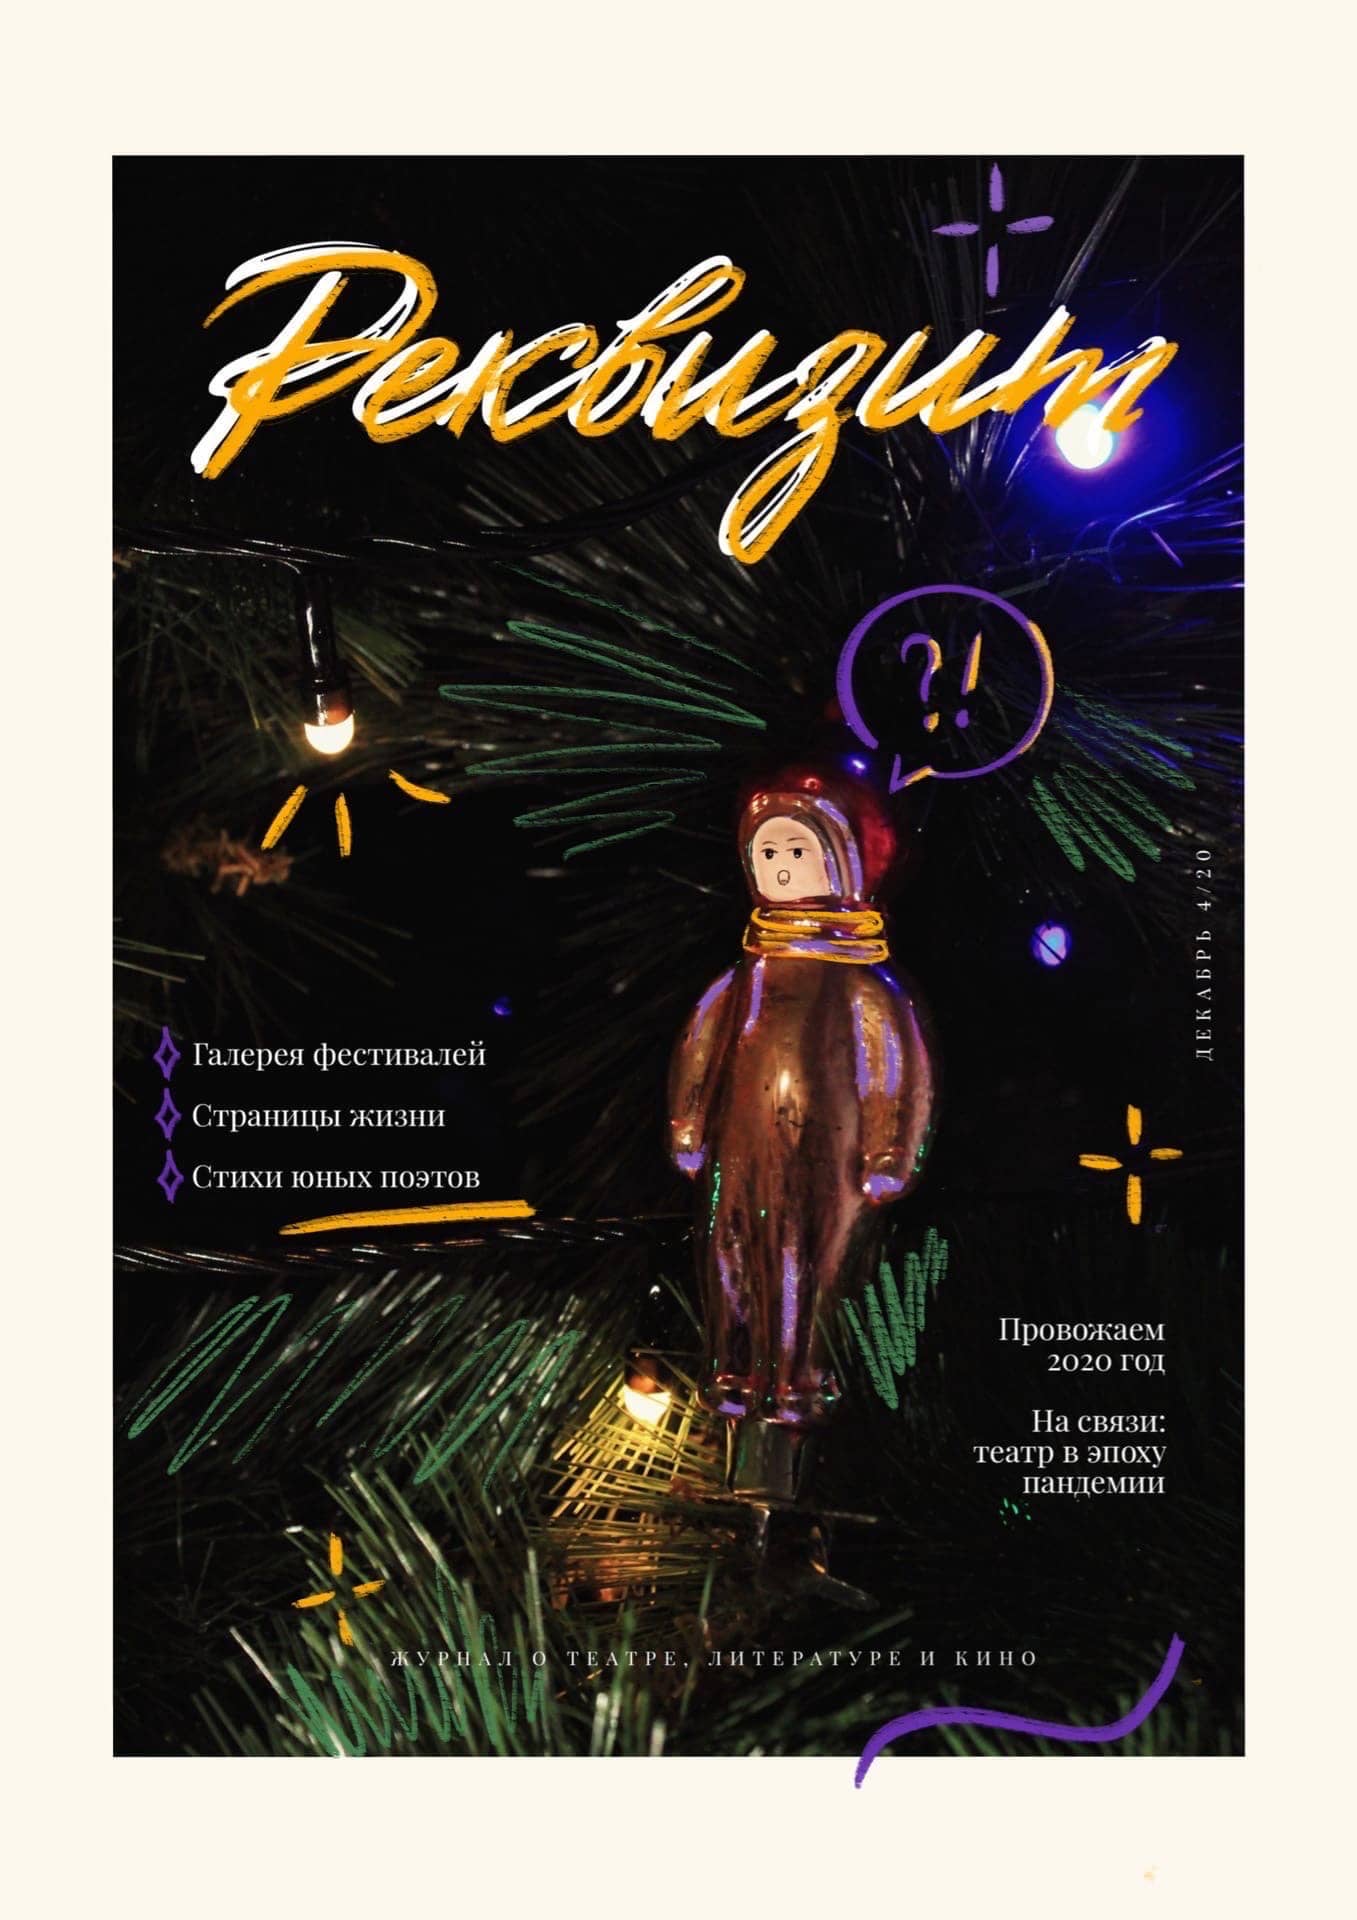 Реквизит
?!
ДЕКАБРЬ 4/20
Галерея фестивалей
Страницы жизни
Стихи юных поэтов
Провожаем
2020 год
На связи:
театр в эпоху
пандемии
ЖУРНАЛ О ТЕАТРЕ, ЛИТЕРАТУРЕ И КИНО